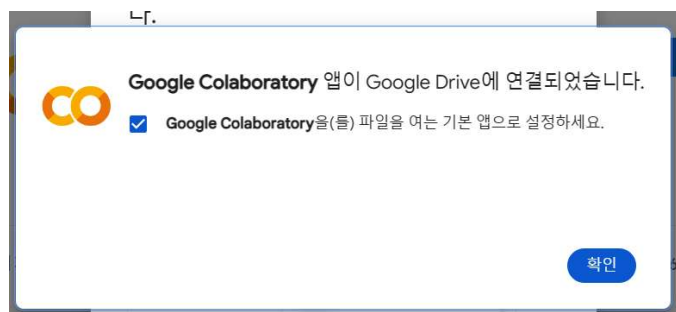 다.
Google Colaboratory 앱이 Google Drive에 연결되었습니다.
Google Colaboratory을(를) 파일을 여는 기본 앱으로 설정하세요.
확인